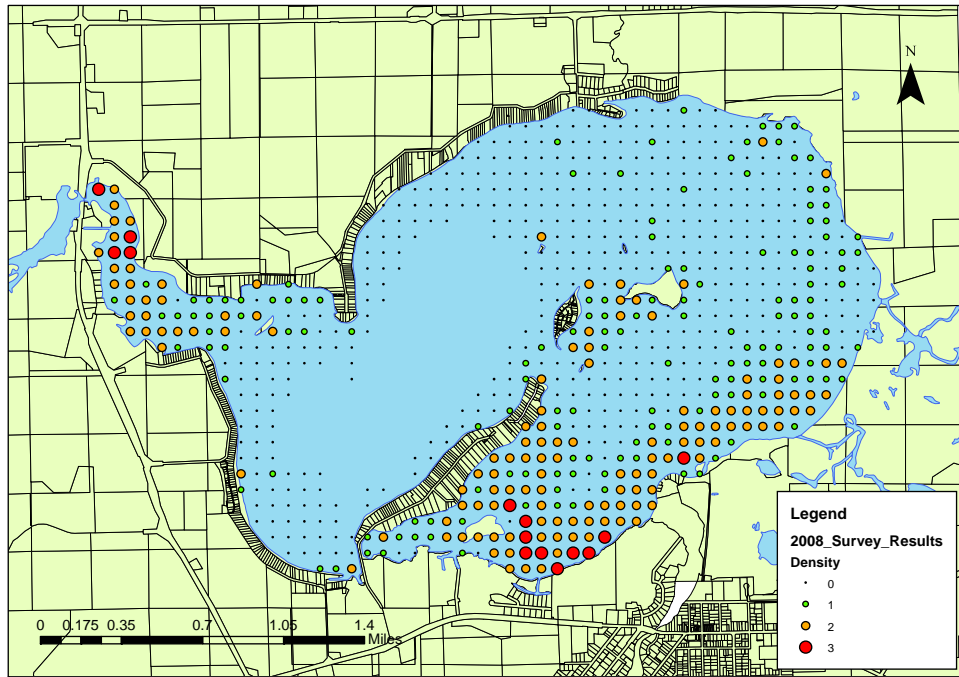 N
Legend
2008_Survey_Results
Density
0
1
2
3
0 0.175 0.35 0.7 1.05 1.4
Miles